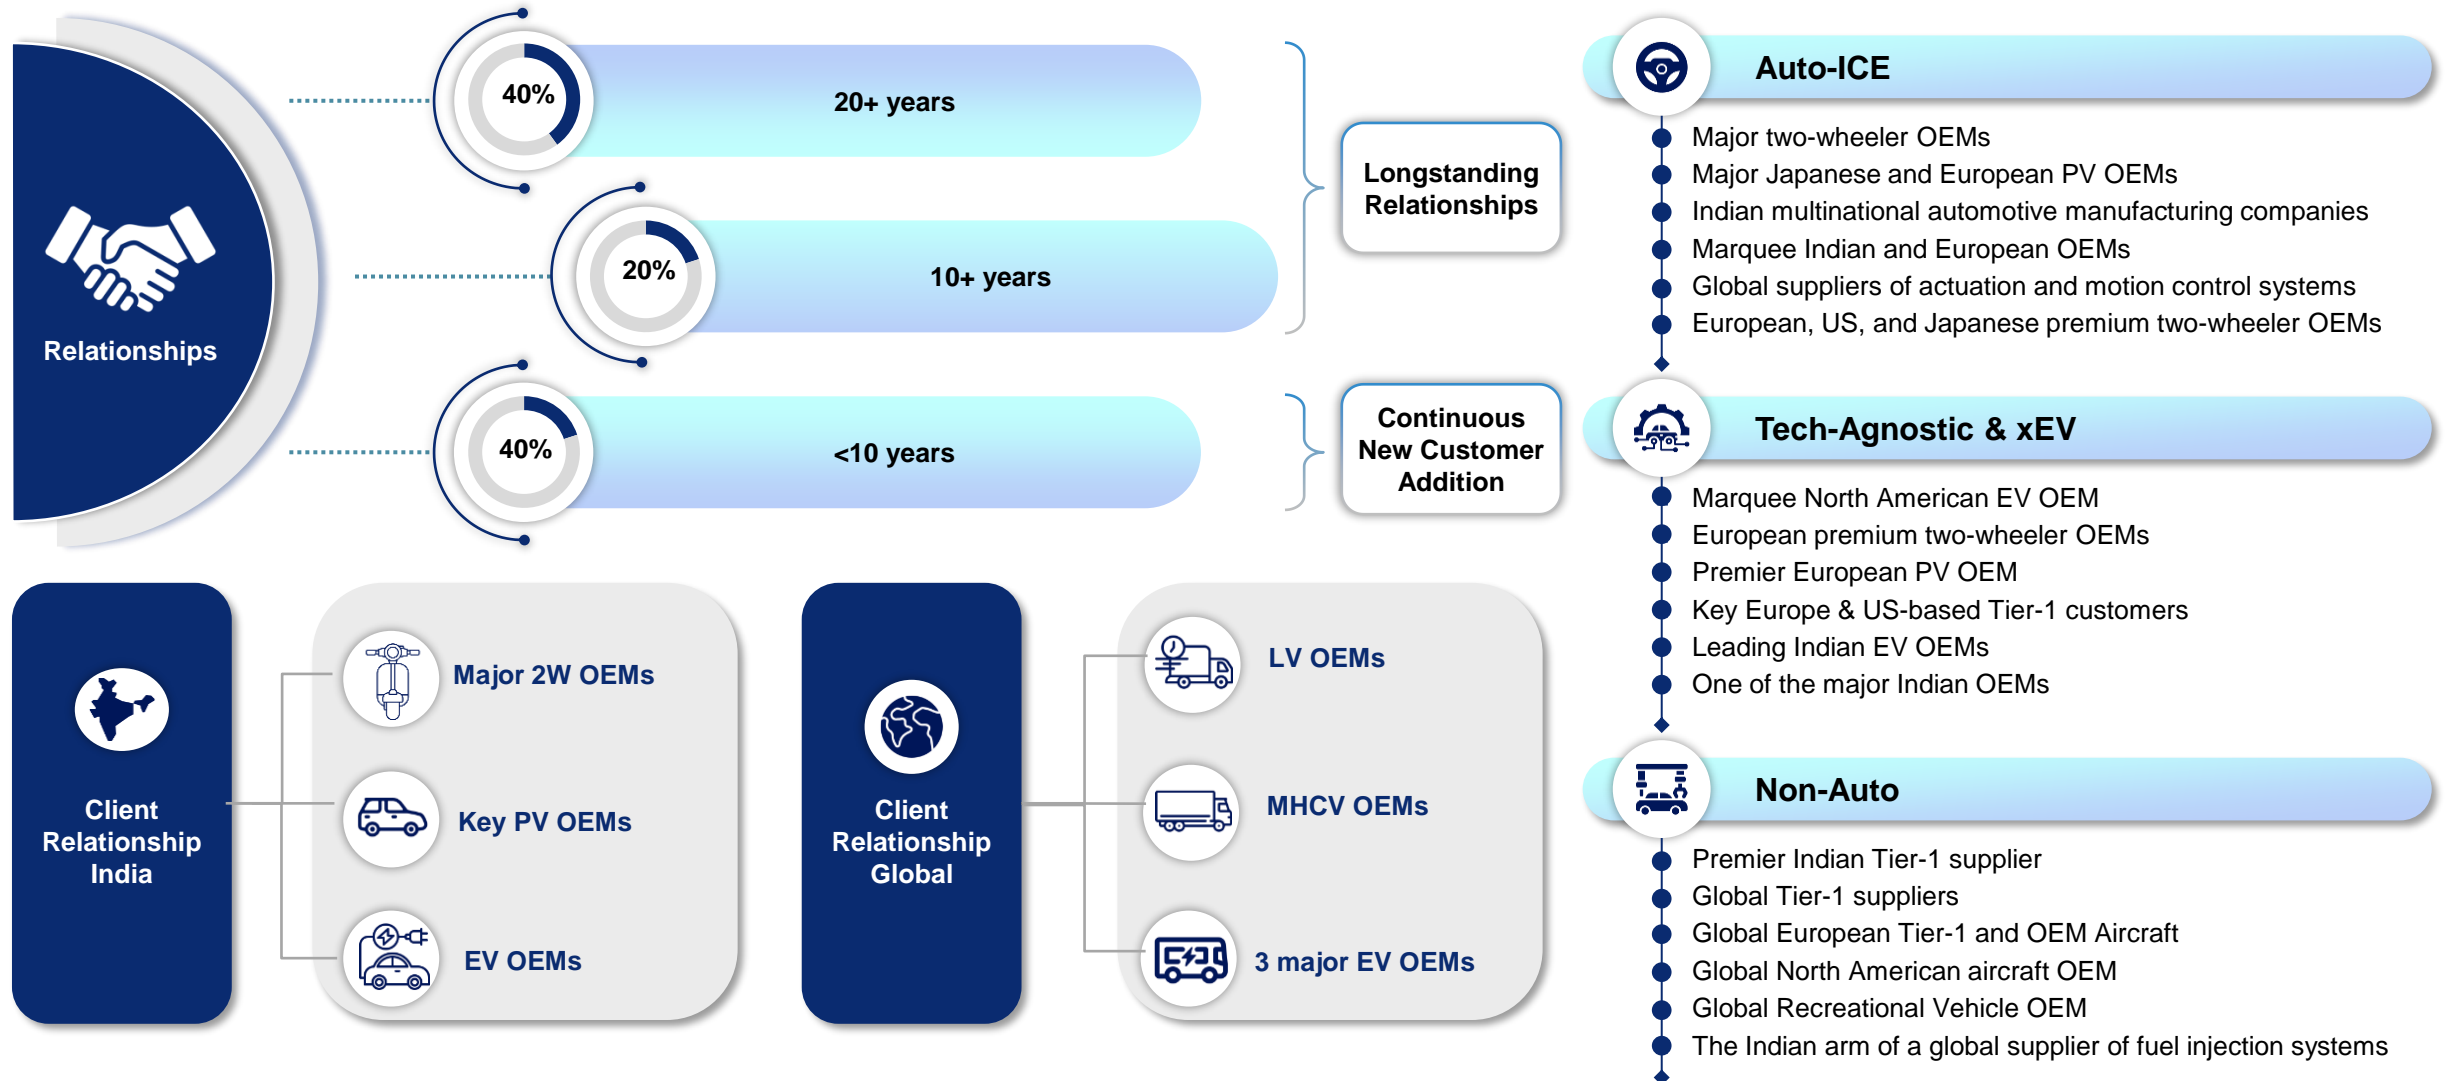 Relationships
40%
20+ years
20%
10+ years
40%
<10 years
Longstanding
Relationships
Continuous
New Customer
Addition
Client
Relationship
India
Major 2W OEMs
Key PV OEMs
EV OEMs
Client
Relationship
Global
LV OEMs
MHCV OEMs
3 major EV OEMs
Auto-ICE
Major two-wheeler OEMs
Major Japanese and European PV OEMs
Indian multinational automotive manufacturing companies
Marquee Indian and European OEMs
Global suppliers of actuation and motion control systems
European, US, and Japanese premium two-wheeler OEMs
Tech-Agnostic & xEV
Marquee North American EV OEM
European premium two-wheeler OEMs
Premier European PV OEM
Key Europe & US-based Tier-1 customers
Leading Indian EV OEMs
One of the major Indian OEMs
Non-Auto
Premier Indian Tier-1 supplier
Global Tier-1 suppliers
Global European Tier-1 and OEM Aircraft
Global North American aircraft OEM
Global Recreational Vehicle OEM
The Indian arm of a global supplier of fuel injection systems